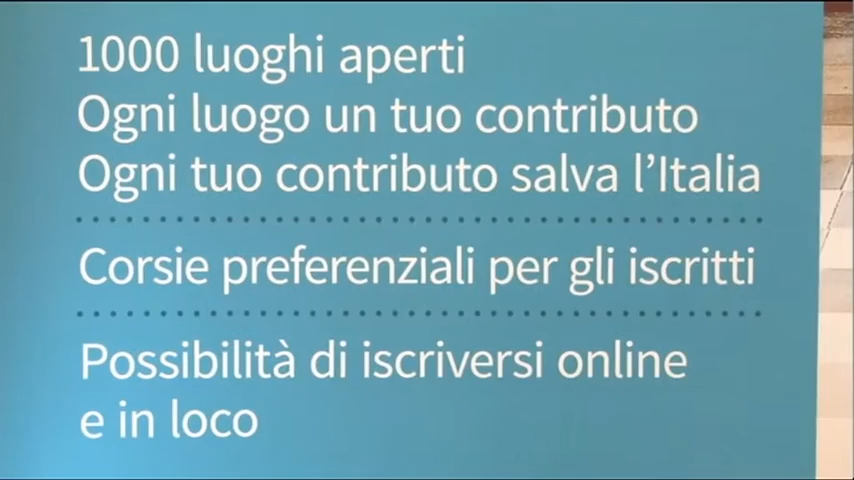 1000 luoghi aperti
Ogni luogo un tuo contributo
Ogni tuo contributo salva l’Italia
Corsie preferenziali per gli iscritti
Possibilità di iscriversi online
e in loco